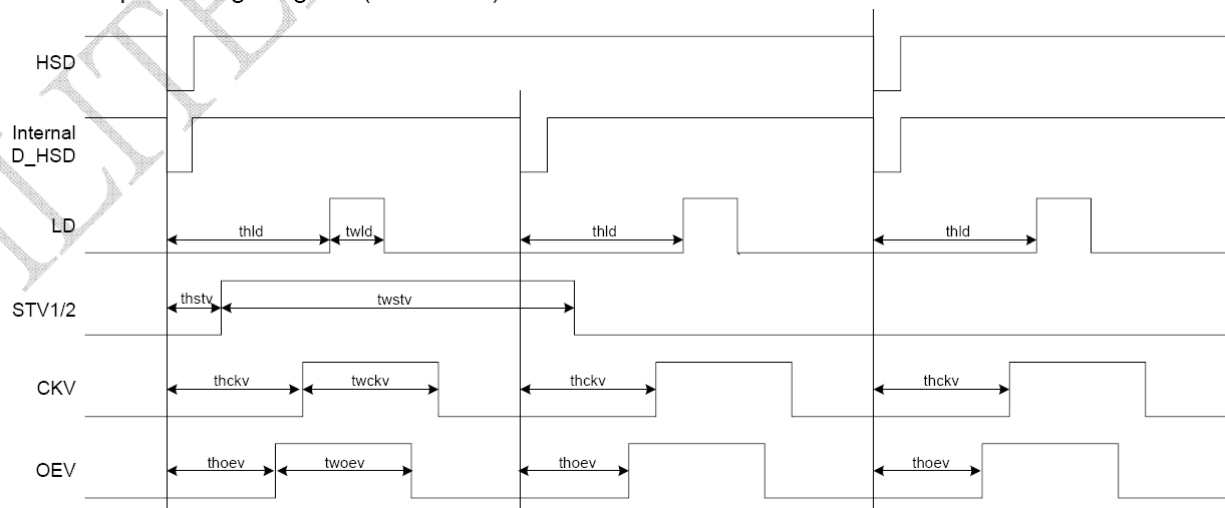 HSD
Internal
D_HSD
LD
thld
twld
thld
thld
STV1/2
thstv
twstv
CKV
thckv
twckv
thckv
thckv
OEV
thoev
twoev
thoev
thoev